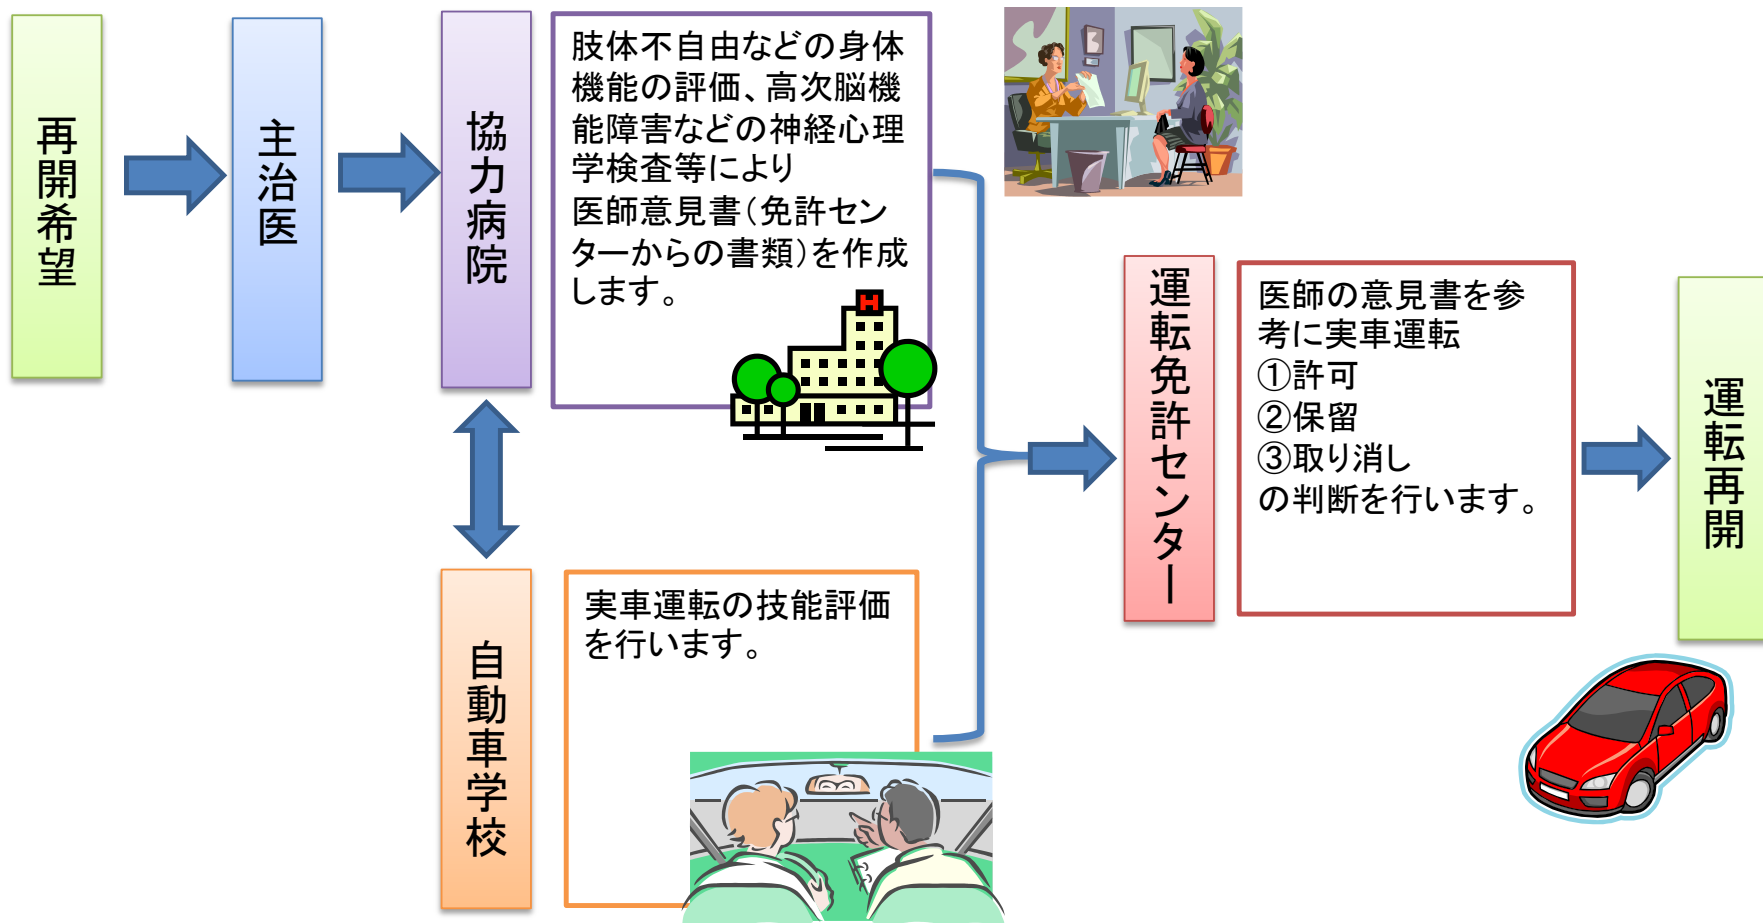 再開希望
主治医
協力病院
肢体不自由などの身体
機能の評価、高次脳機
能障害などの神経心理
学検査等により
医師意見書（免許セン
ターからの書類）を作成
します。
H
自動車学校
実車運転の技能評価
を行います。
運転免許センター
医師の意見書を参
考に実車運転
①許可
②保留
③取り消し
の判断を行います。
運転再開